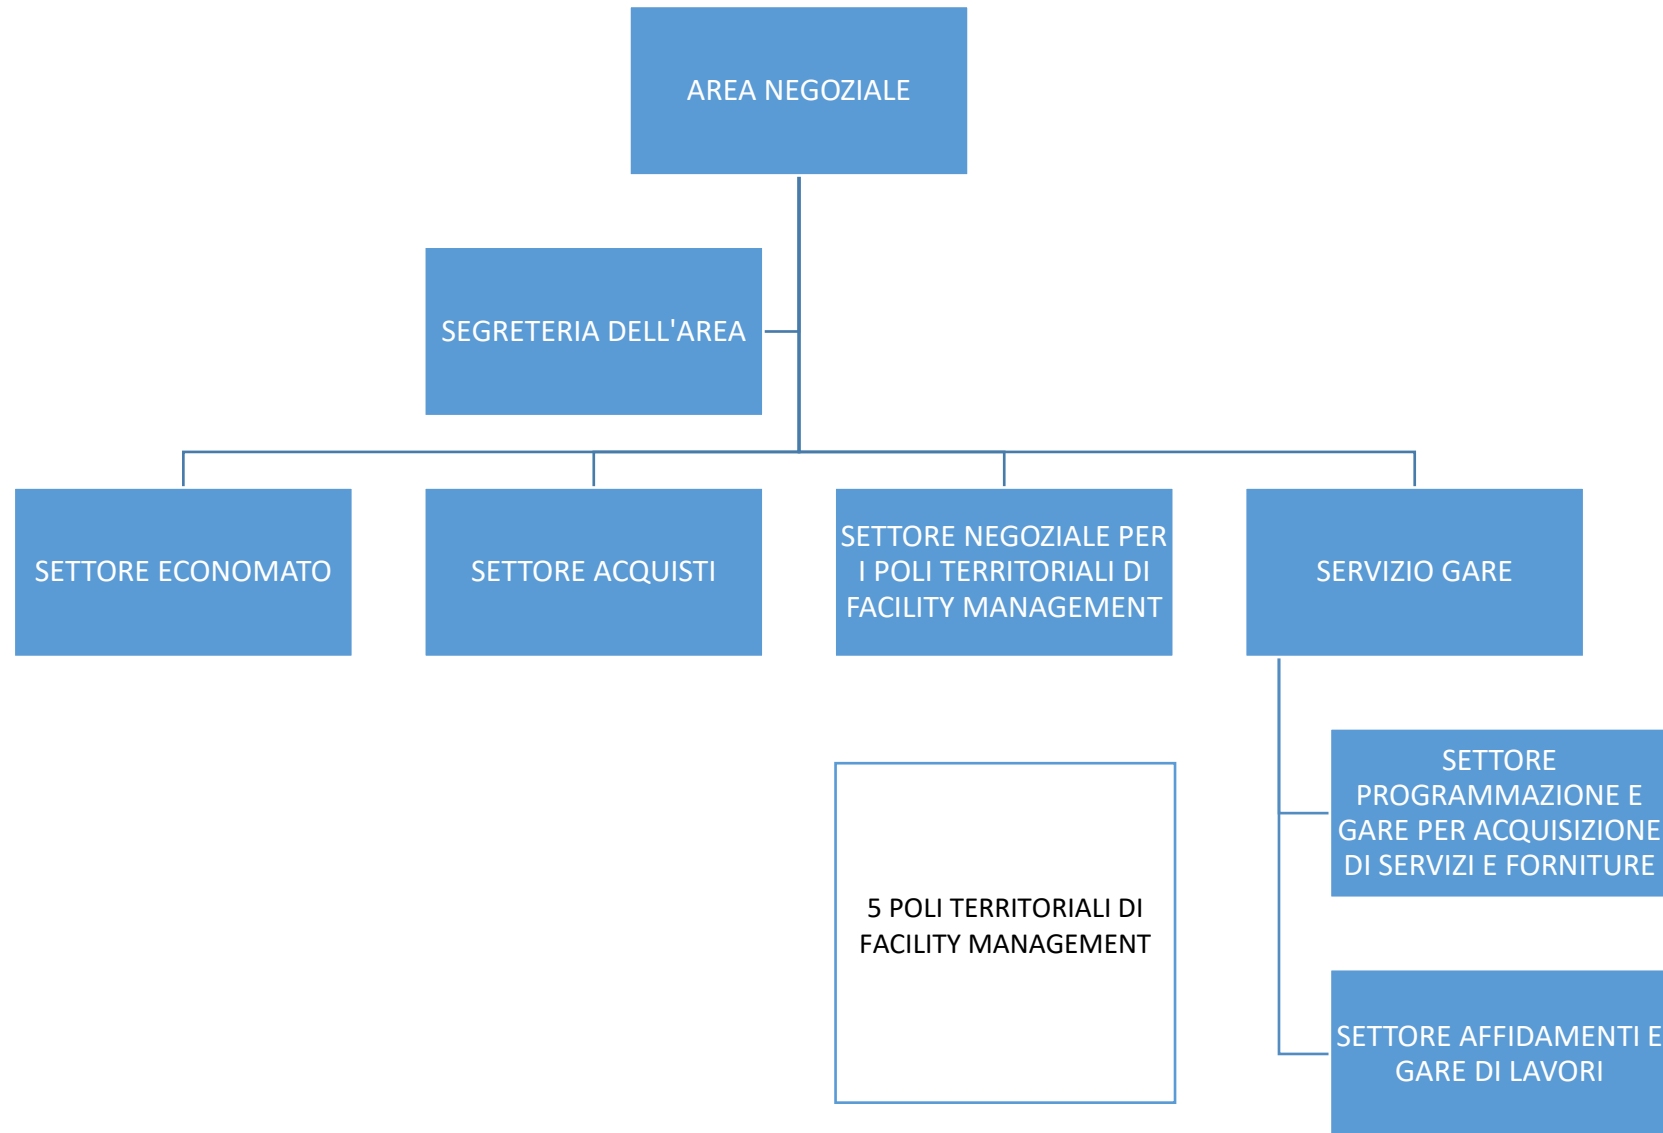 AREA NEGOZIALE
SEGRETERIA DELL'AREA
SETTORE ECONOMATO
SETTORE ACQUISTI
SETTORE NEGOZIALE PER
I POLI TERRITORIALI DI
FACILITY MANAGEMENT
SERVIZIO GARE
5 POLI TERRITORIALI DI
FACILITY MANAGEMENT
SETTORE
PROGRAMMAZIONE E
GARE PER ACQUISIZIONE
DI SERVIZI E FORNITURE
SETTORE AFFIDAMENTI E
GARE DI LAVORI